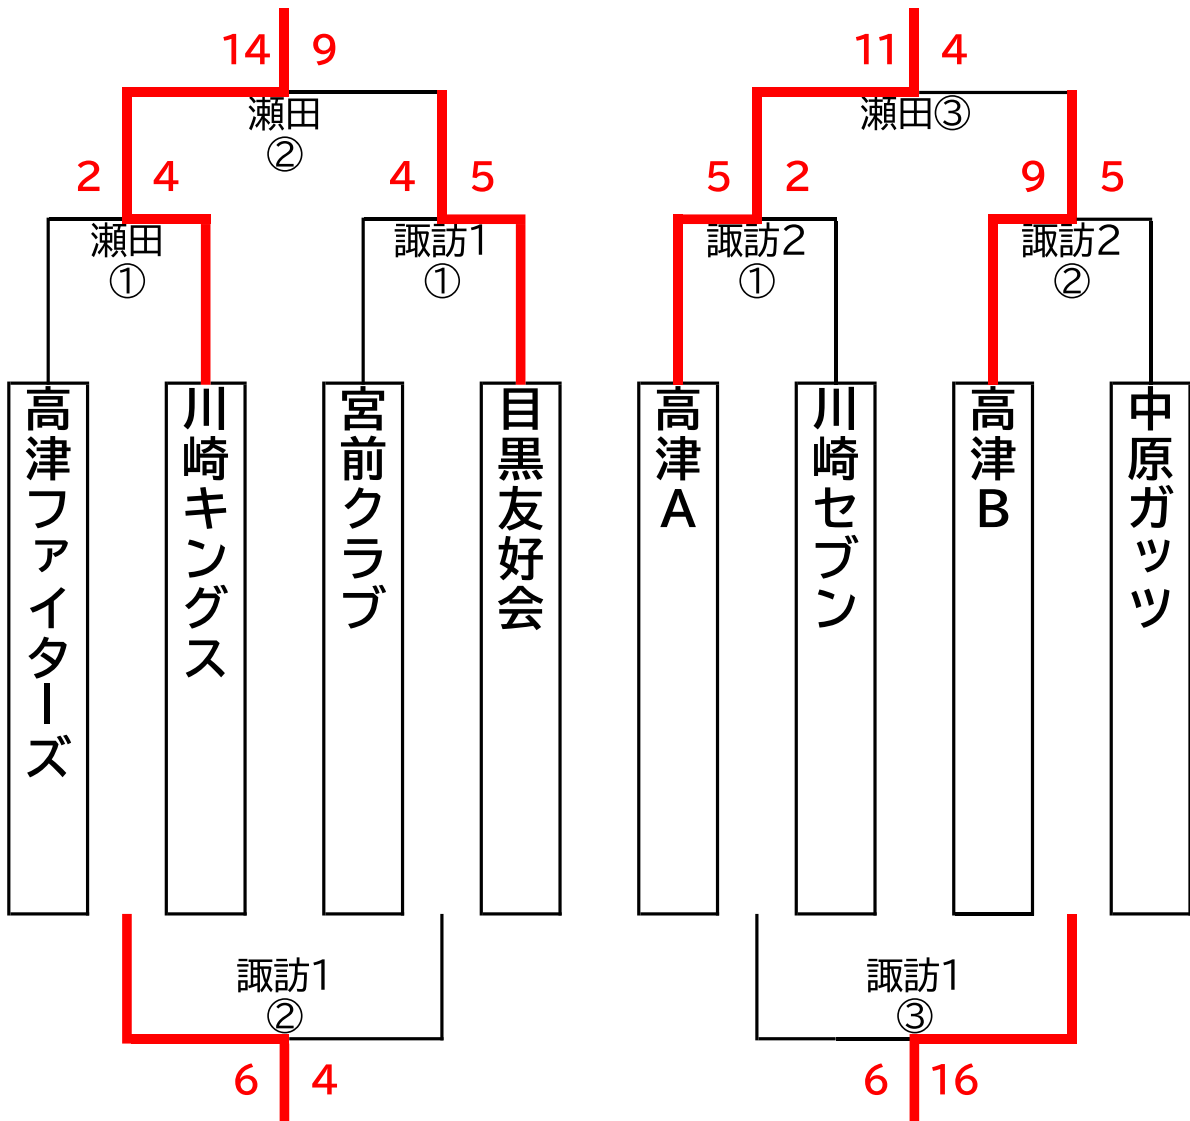 14 9
11 4
瀬田
②
瀬田③
2 4
4 5
5 2
9 5
瀬田
①
諏訪1
①
諏訪2
①
諏訪2
②
高津ファイターズ
川崎キングス
宮前クラブ
目黒友好会
高津A
川崎セブン
高津B
中原ガッツ
諏訪1
②
諏訪1
③
6 4
6 16